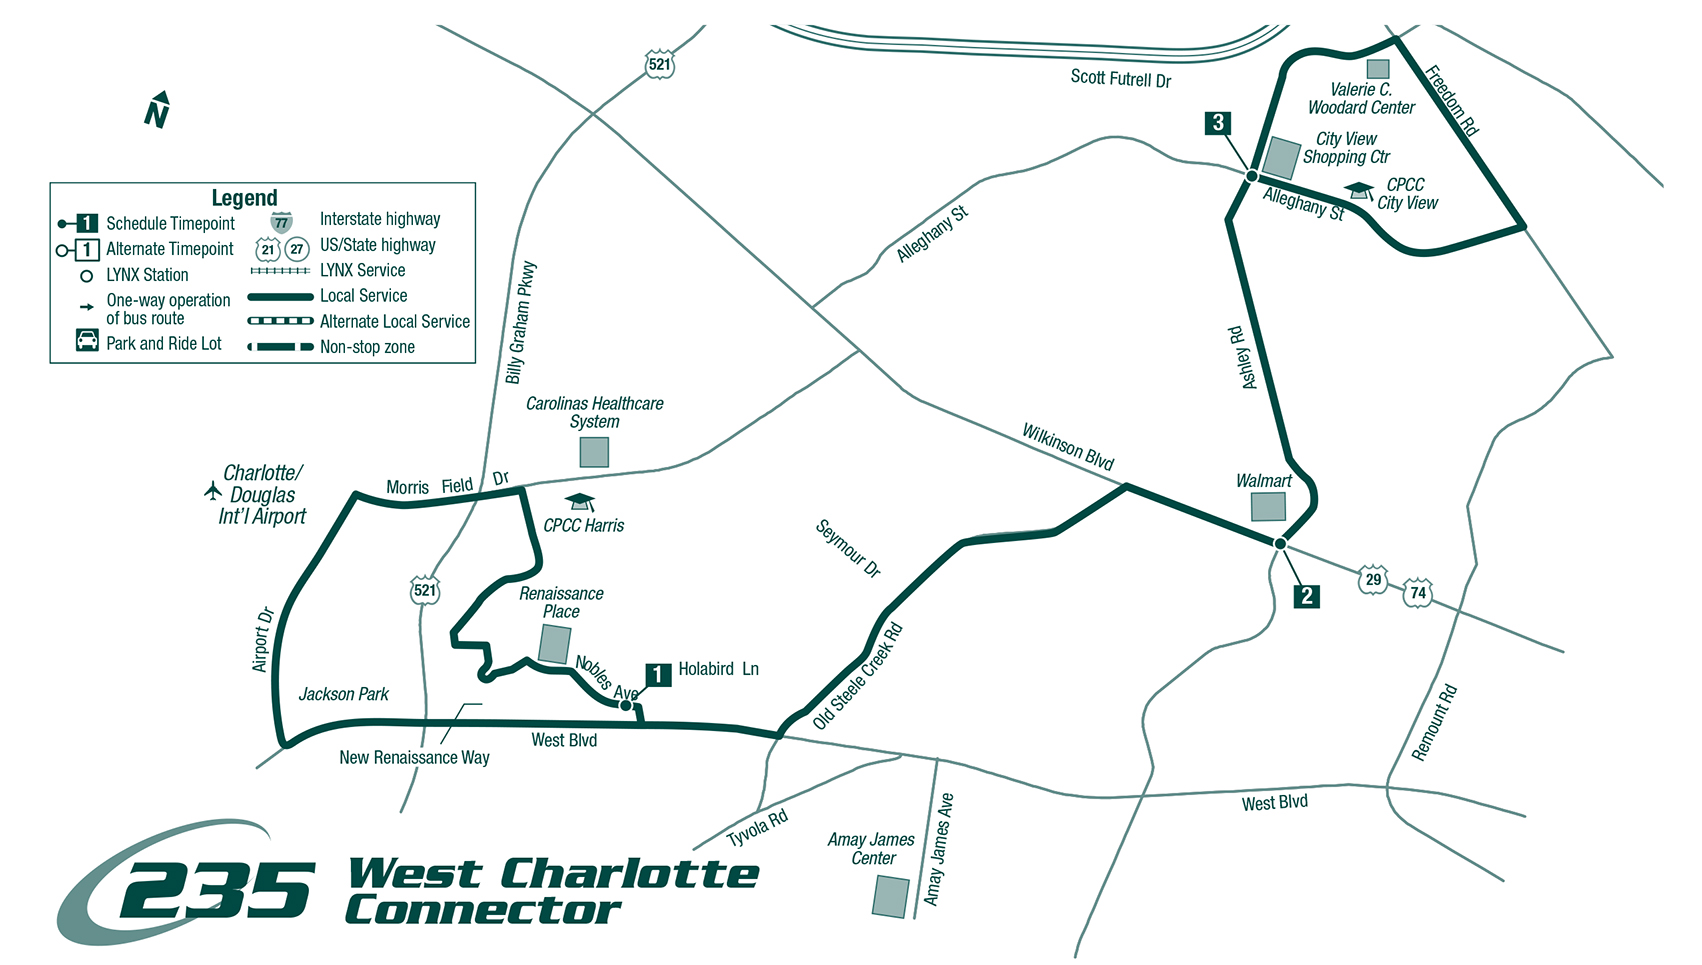 521
Scott Futrell Dr
Freedom Rd
Valerie C.
Woodard Center
3
City View
Shopping Ctr
CPCC
City View
Alleghany St
N
Legend
1 Schedule Timepoint
1 Alternate Timepoint
LYNX Station
One-way operation
of bus route
Park and Ride Lot
77 Interstate highway
21 27 US/State highway
LYNX Service
Local Service
Alternate Local Service
Non-stop zone
Alleghany St
Billy Graham Pkwy
Ashley Rd
Carolinas Healthcare
System
Wilkinson Blvd
Charlotte/
Douglas
Int'l Airport
Morris Field Dr
CPCC Harris
Walmart
Seymour Dr
521
29
74
2
Renaissance
Place
Airport Dr
Nobles Ave
1
Holabird Ln
Old Steele Creek Rd
Jackson Park
New Renaissance Way
West Blvd
Remount Rd
West Blvd
Tyvola Rd
Amay James
Center
Amay James Ave
235 West Charlotte
Connector